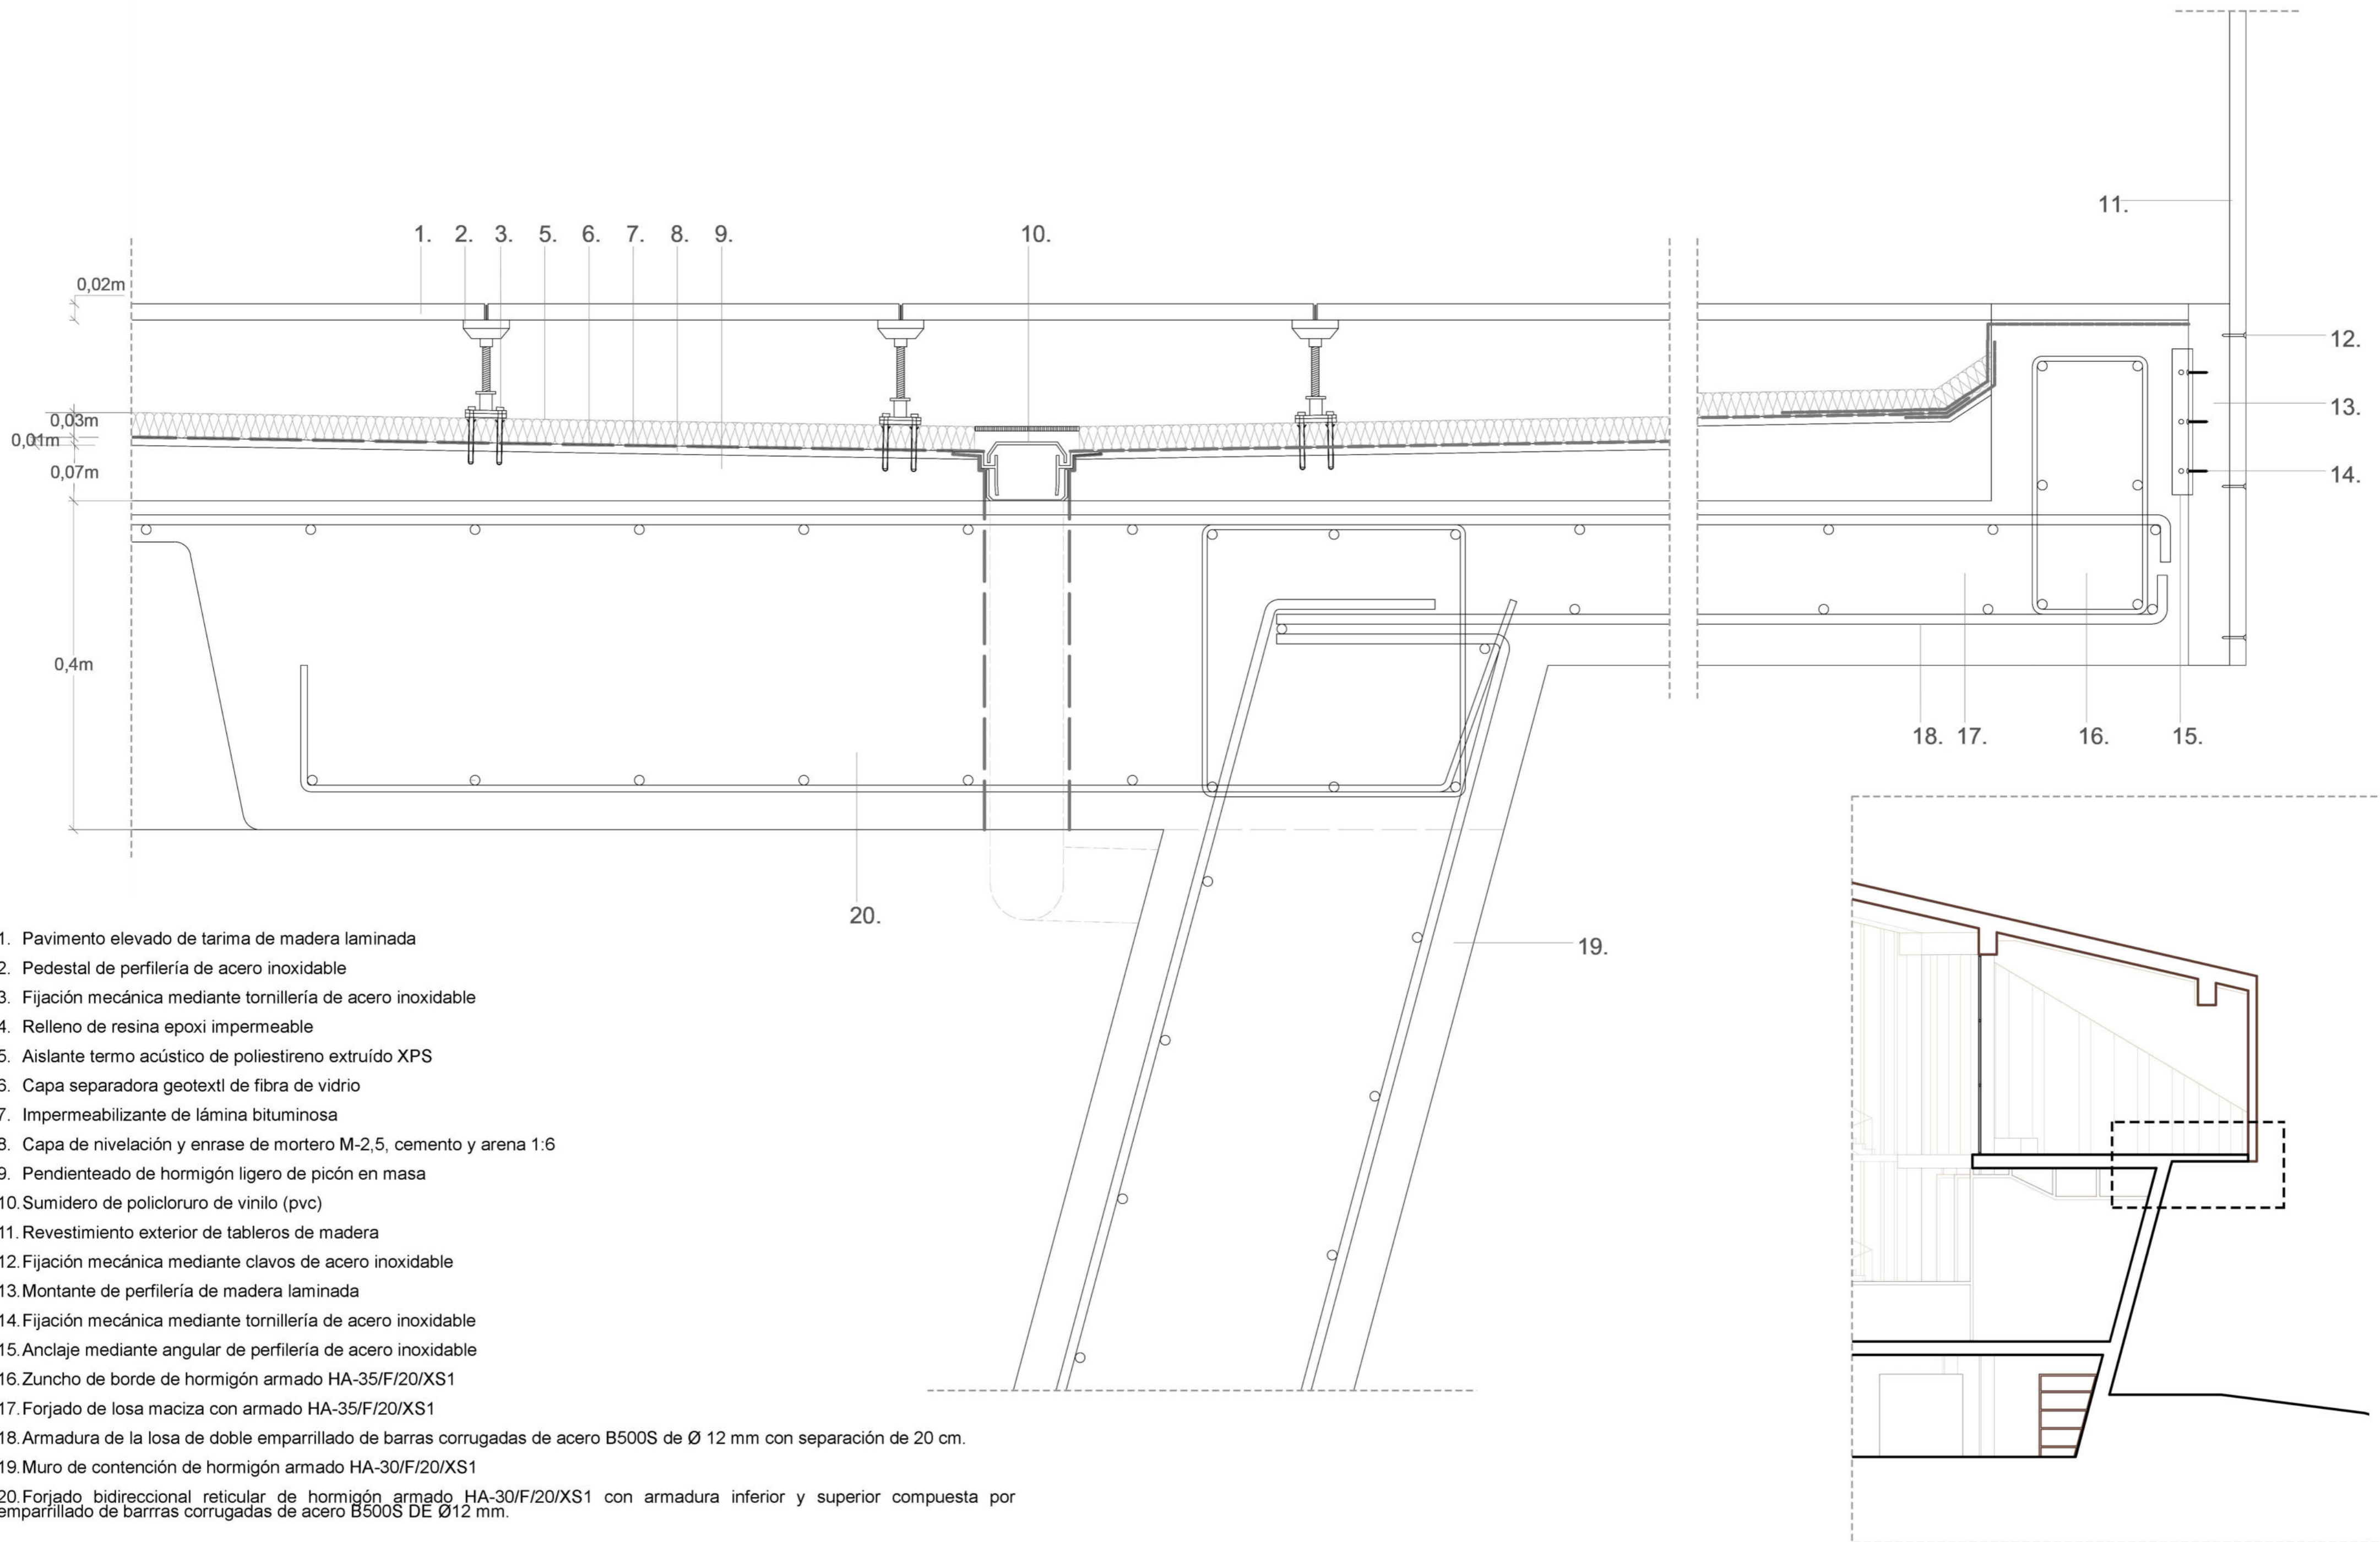 11.
1. 2. 3. 5. 6. 7. 8. 9. 10.
0,02m
12.
13.
0,03m
0,01m
0,07m
14.
0,4m
18. 17. 16. 15.
20.
19.
1. Pavimento elevado de tarima de madera laminada
2. Pedestal de perfilería de acero inoxidable
3. Fijación mecánica mediante tornillería de acero inoxidable
4. Relleno de resina epoxi impermeable
5. Aislante termo acústico de poliestireno extruído XPS
6. Capa separadora geotextl de fibra de vidrio
7. Impermeabilizante de lámina bituminosa
8. Capa de nivelación y enrase de mortero M-2,5, cemento y arena 1:6
9. Pendienteado de hormigón ligero de picón en masa
10. Sumidero de policloruro de vinilo (pvc)
11. Revestimiento exterior de tableros de madera
12. Fijación mecánica mediante clavos de acero inoxidable
13. Montante de perfilería de madera laminada
14. Fijación mecánica mediante tornillería de acero inoxidable
15. Anclaje mediante angular de perfilería de acero inoxidable
16. Zuncho de borde de hormigón armado HA-35/F/20/XS1
17. Forjado de losa maciza con armado HA-35/F/20/XS1
18. Armadura de la losa de doble emparrillado de barras corrugadas de acero B500S de Ø 12 mm con separación de 20 cm.
19. Muro de contención de hormigón armado HA-30/F/20/XS1
20. Forjado bidireccional reticular de hormigón armado HA-30/F/20/XS1 con armadura inferior y superior compuesta por
emparrillado de barrras corrugadas de acero B500S DE Ø12 mm.